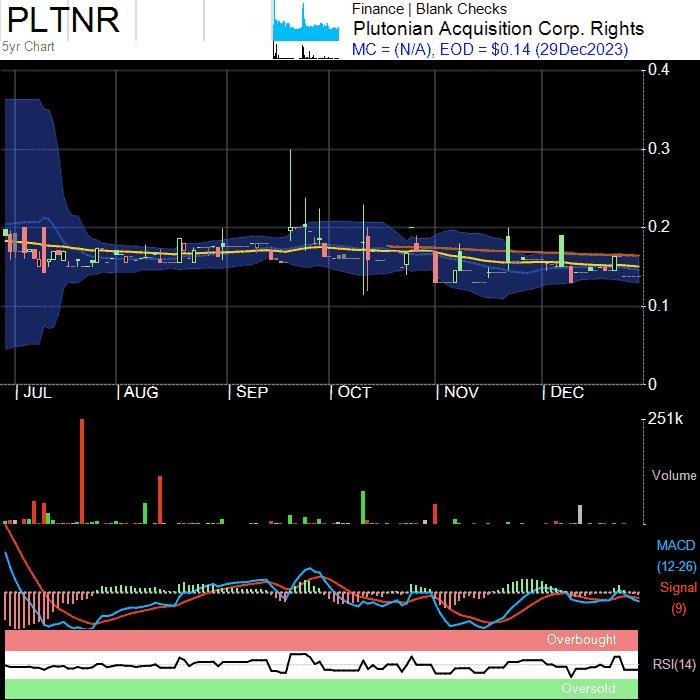 PLTNR
5yr Chart
Finance | Blank Checks
Plutonian Acquisition Corp. Rights
MC = (N/A), EOD = $0.14 (29Dec2023)
0.4
0.3
0.2
0.1
0
JUL AUG SEP OCT NOV DEC
251k
Volume
MACD
(12-26)
Signal
(9)
Overbought
RSI(14)
Oversold